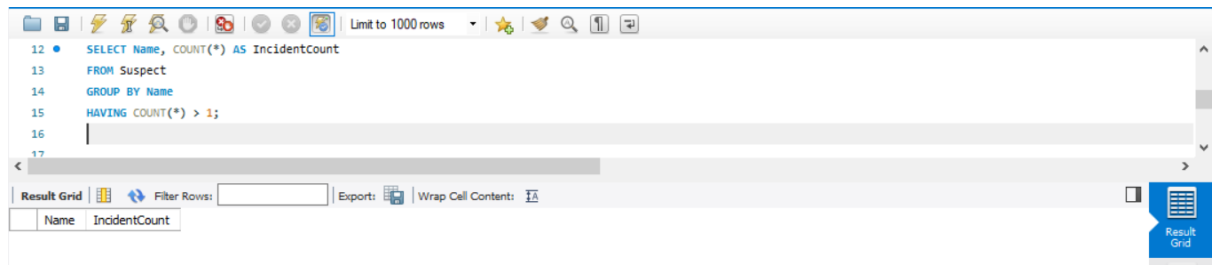 Limit to 1000 rows
12 SELECT Name, COUNT(*) AS IncidentCount
13 FROM Suspect
14 GROUP BY Name
15 HAVING COUNT(*) > 1;
16
17
Result Grid Filter Rows: Export: Wrap Cell Content: IA
Name IncidentCount
Result
Grid